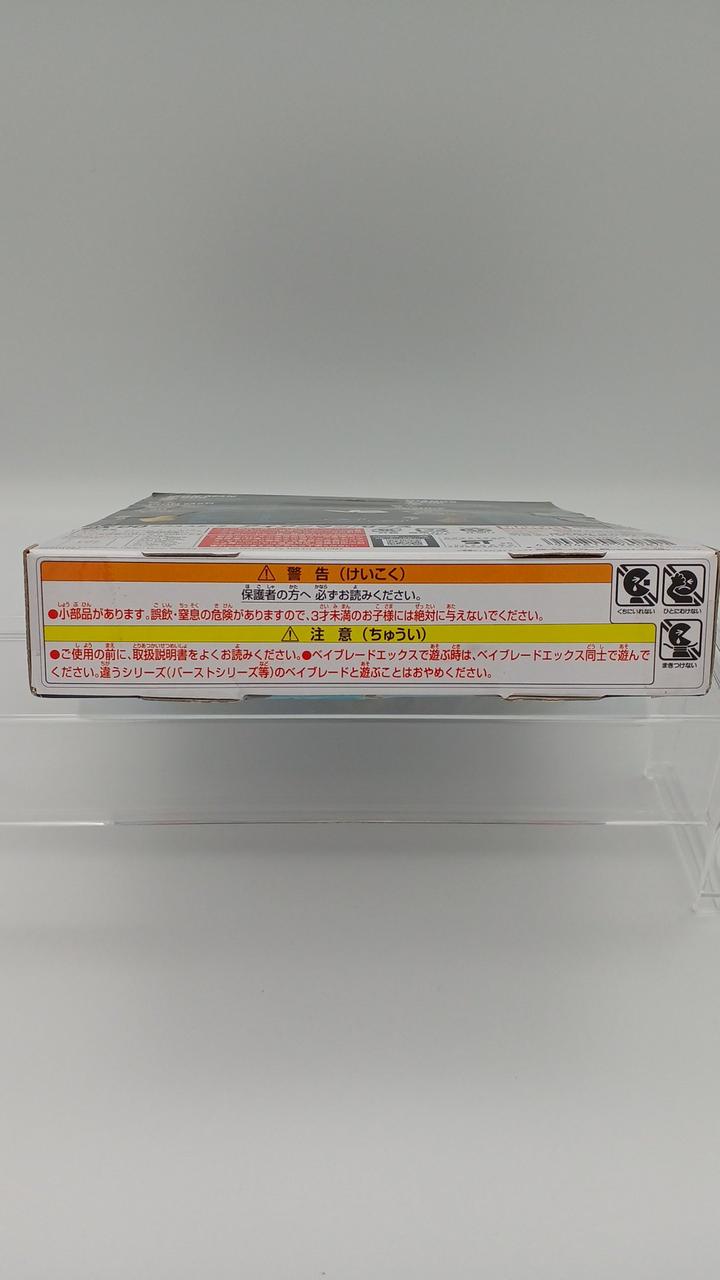 警告(けいこく)
保護者の方へ 必ずお読みください。
●小部品があります。誤飲・窒息の危険がありますので、3才未満のお子様には絶対に与えないでください。
注意(ちゅうい)
●ご使用の前に、取扱説明書をよくお読みください。●ベイブレードエックスで遊ぶ時は、ベイブレードエックス同士で遊んで
ください。違うシリーズ(バーストシリーズ等)のベイブレードと遊ぶことはおやめください。
くちにいれない
ひとにむけない
まきつけない